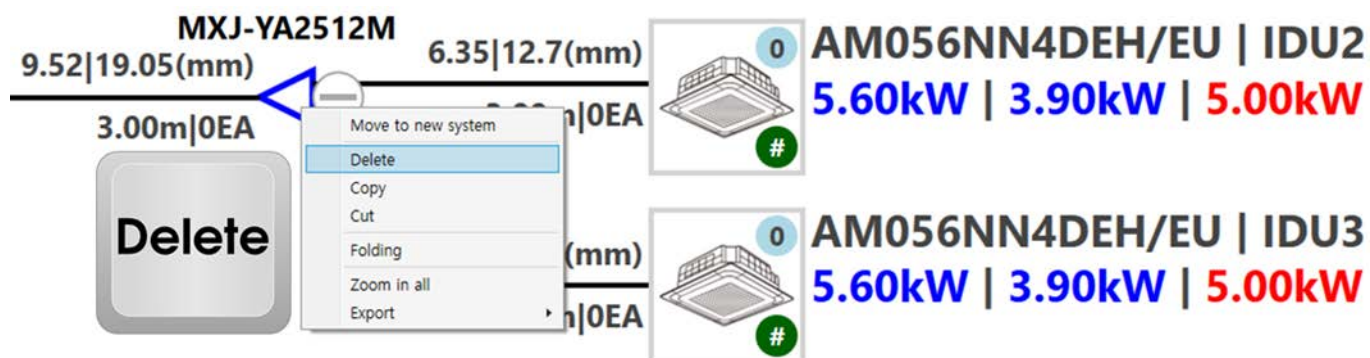 MXJ-YA2512M
9.52|19.05(mm)
3.00m|0EA
6.35|12.7(mm)
0
AM056NN4DEH/EU | IDU2
5.60kW | 3.90kW | 5.00kW
|0EA
#
Move to new system
Delete
Copy
Cut
Folding
Zoom in all
Export
Delete
(mm)
0
AM056NN4DEH/EU | IDU3
5.60kW | 3.90kW | 5.00kW
|0EA
#